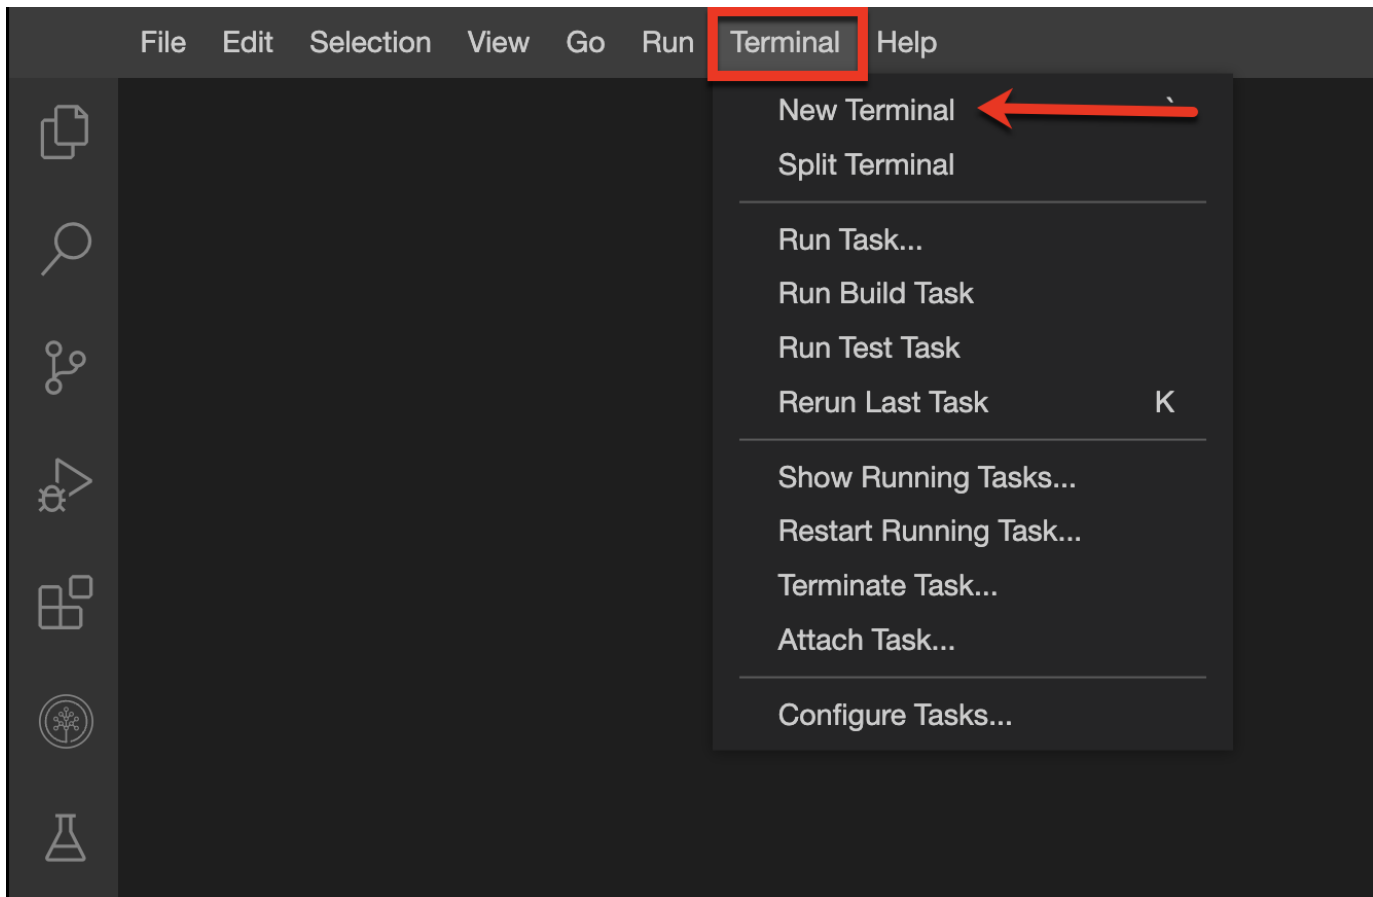 File Edit Selection View Go Run Terminal Help
New Terminal `
Split Terminal
Run Task...
Run Build Task
Run Test Task
Rerun Last Task K
Show Running Tasks...
Restart Running Task...
Terminate Task...
Attach Task...
Configure Tasks...